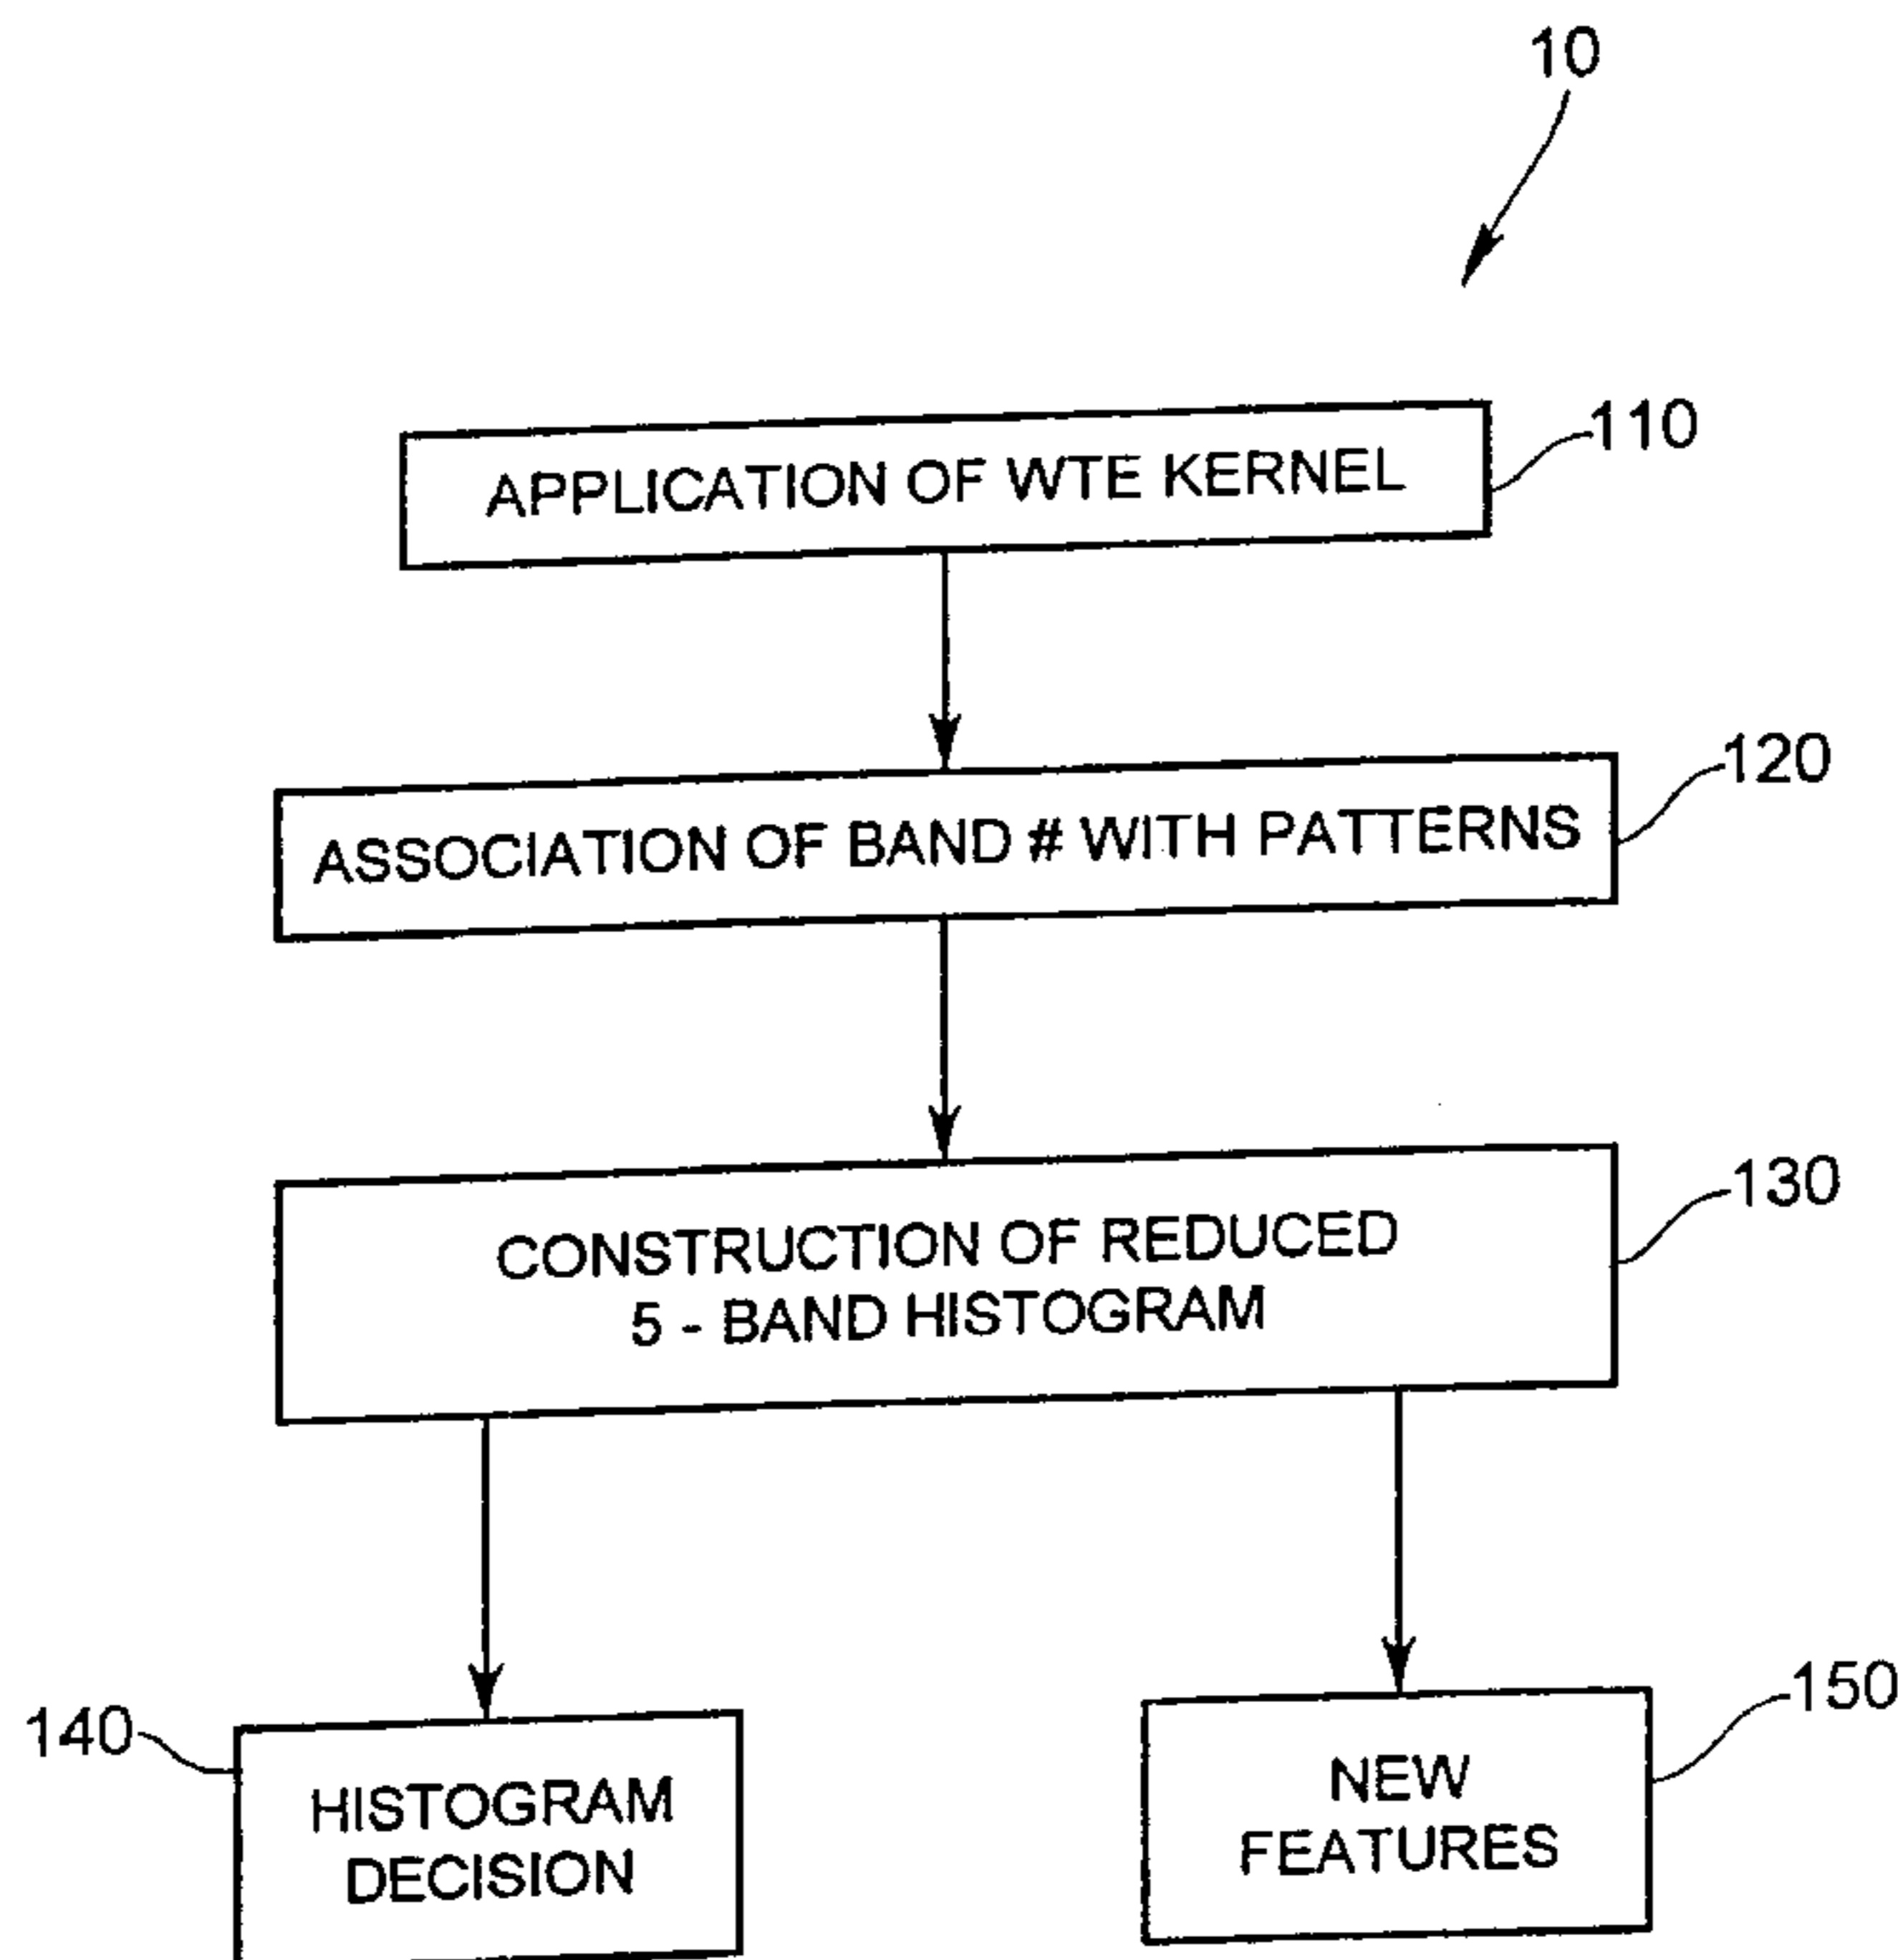 10
APPLICATION OF WTE KERNEL
110
ASSOCIATION OF BAND # WITH PATTERNS
120
CONSTRUCTION OF REDUCED
5 - BAND HISTOGRAM
130
140
HISTOGRAM
DECISION
NEW
FEATURES
150